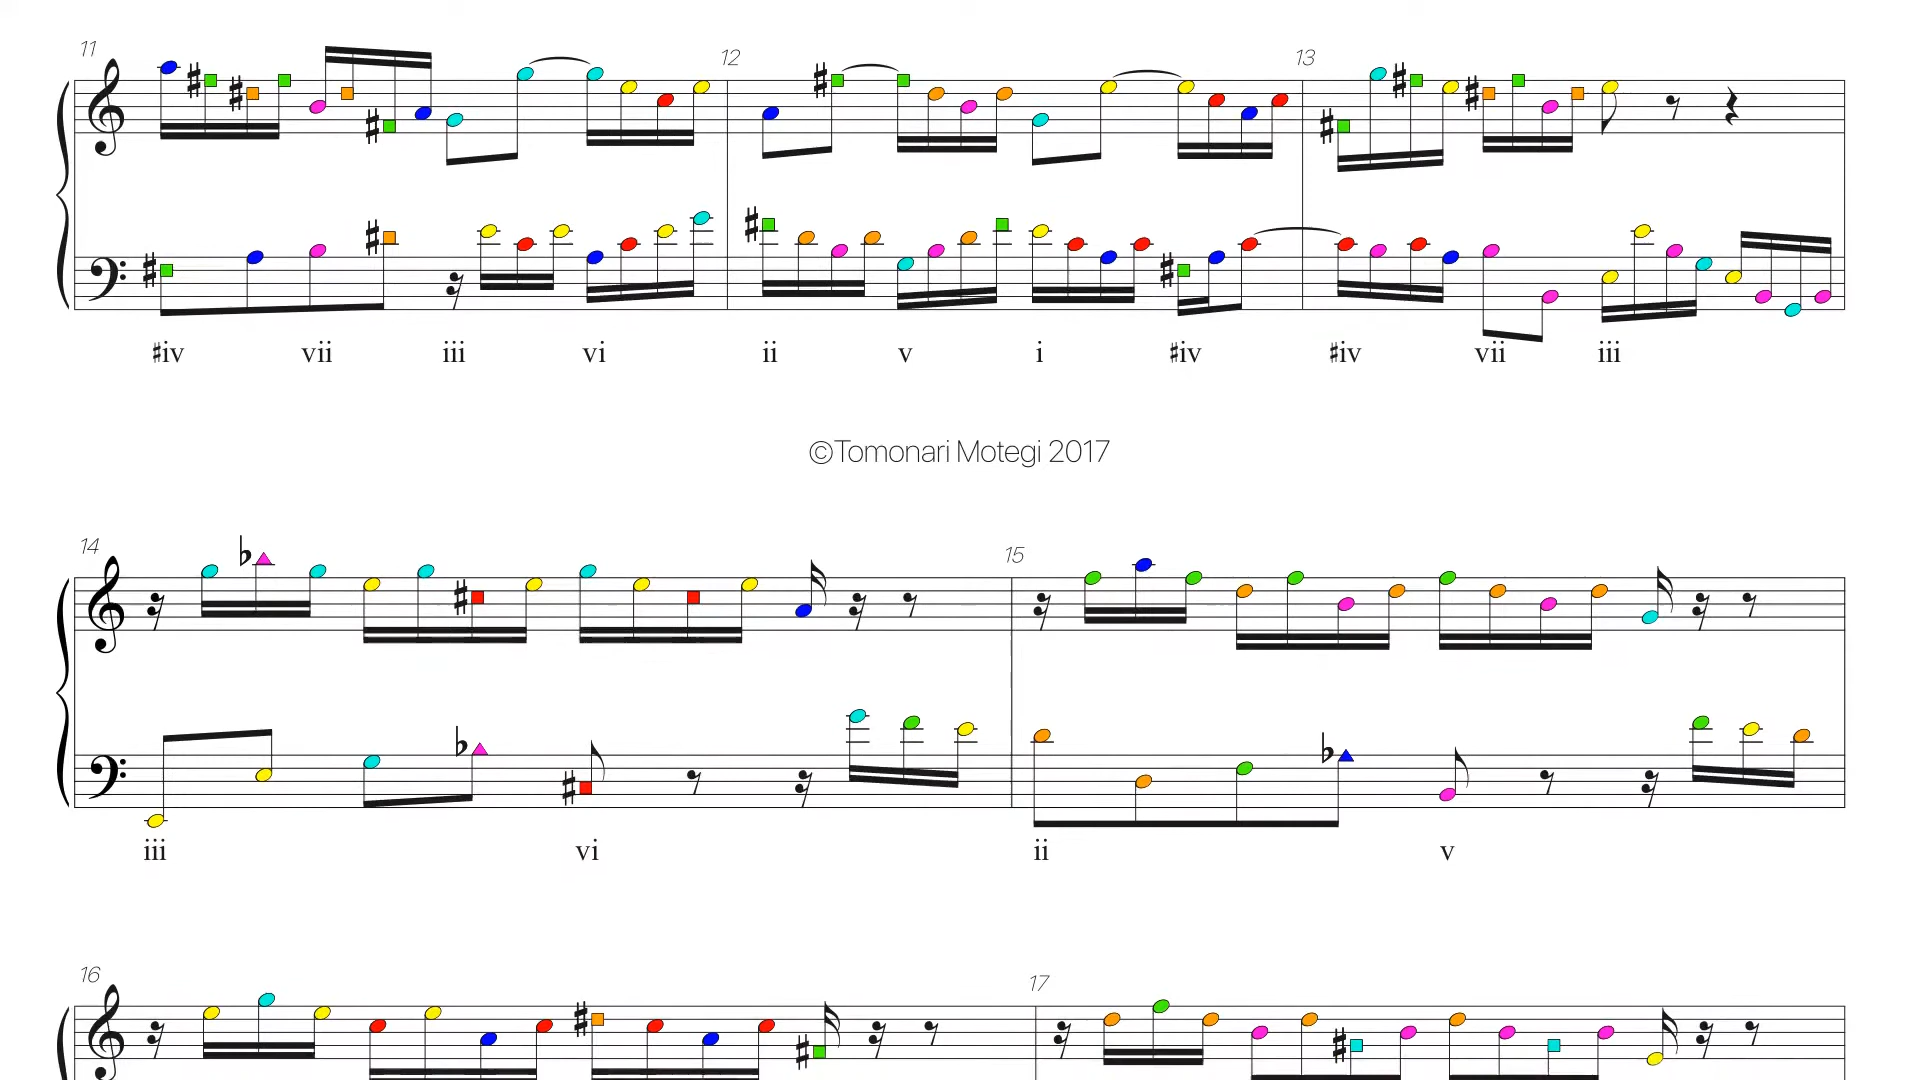 11 12 13
♯iv vii iii vi ii v i ♯iv ♯iv vii iii
©Tomonari Motegi 2017
14 15
iii vi ii v
16 17